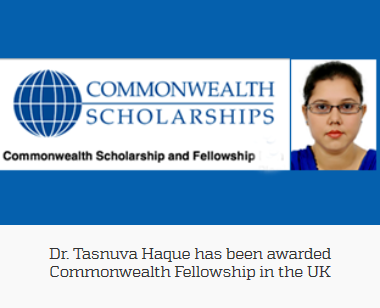 COMMONWEALTH
SCHOLARSHIPS
Commonwealth Scholarship and Fellowship
Dr. Tasnuva Haque has been awarded
Commonwealth Fellowship in the UK